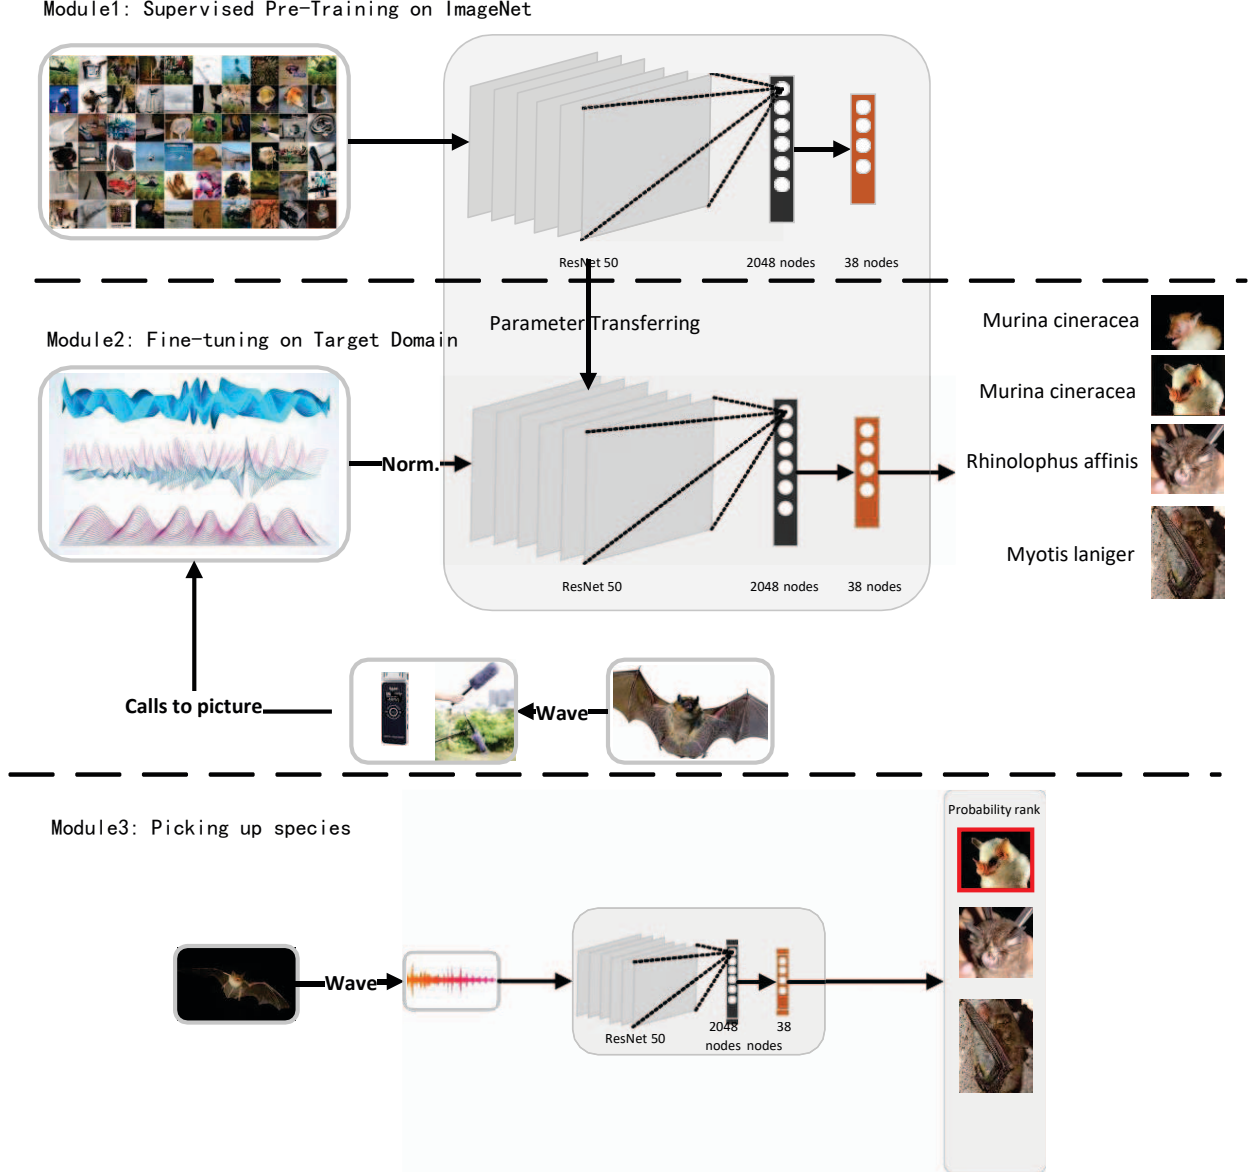 Module1: Supervised Pre-Training on ImageNet
ResNet 50
2048 nodes
38 nodes
Parameter Transferring
Module2: Fine-tuning on Target Domain
Norm.
ResNet 50
2048 nodes
38 nodes
Murina cineracea
Murina cineracea
Rhinolophus affinis
Myotis laniger
Calls to picture
Wave
Module3: Picking up species
Wave
ResNet 50
2048
nodes
38
nodes
Probability rank